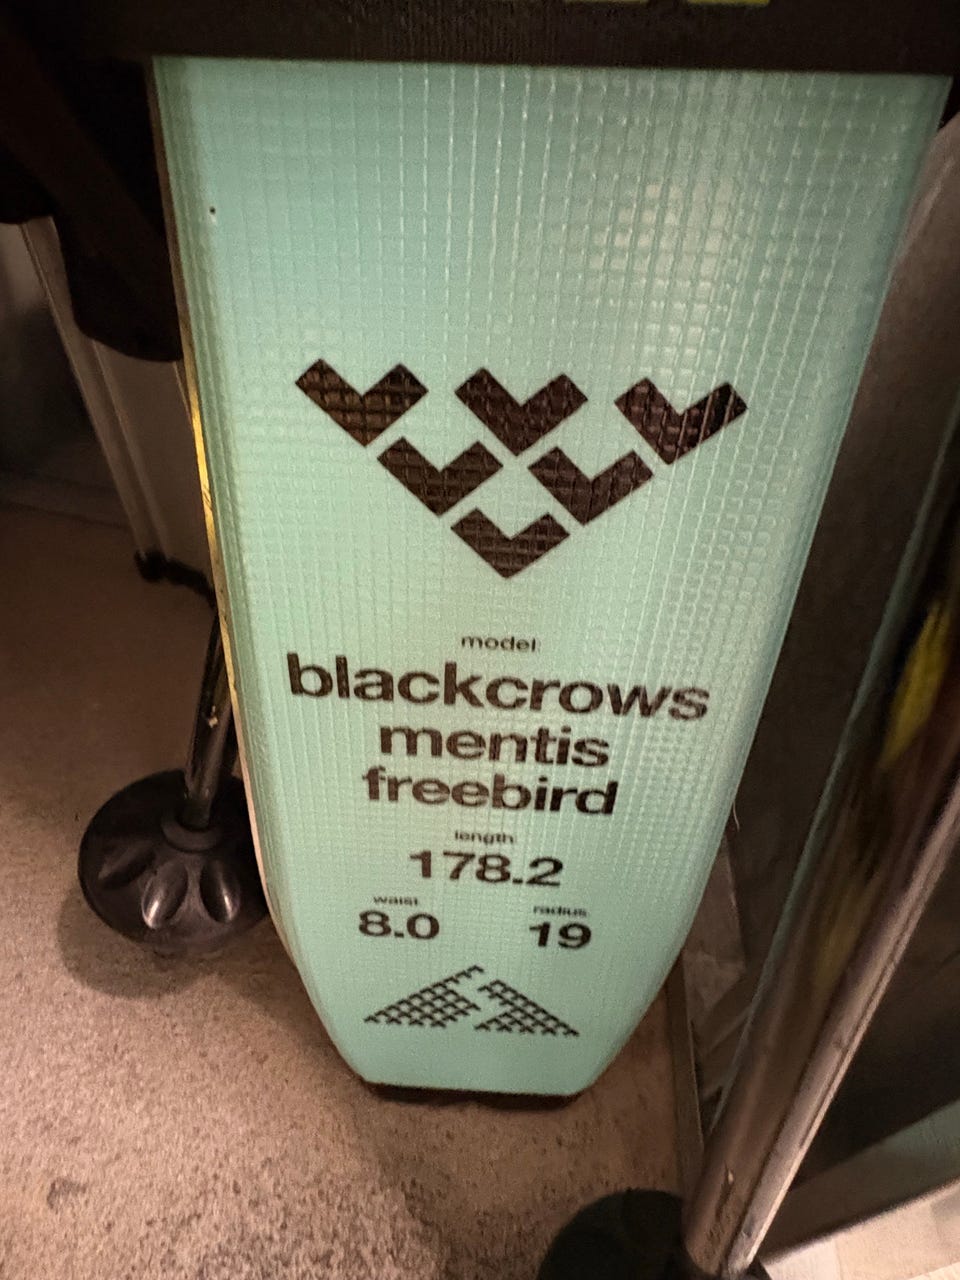 model:
blackcrows
mentis
freebird
length:
178.2
waist:
8.0
radius:
19